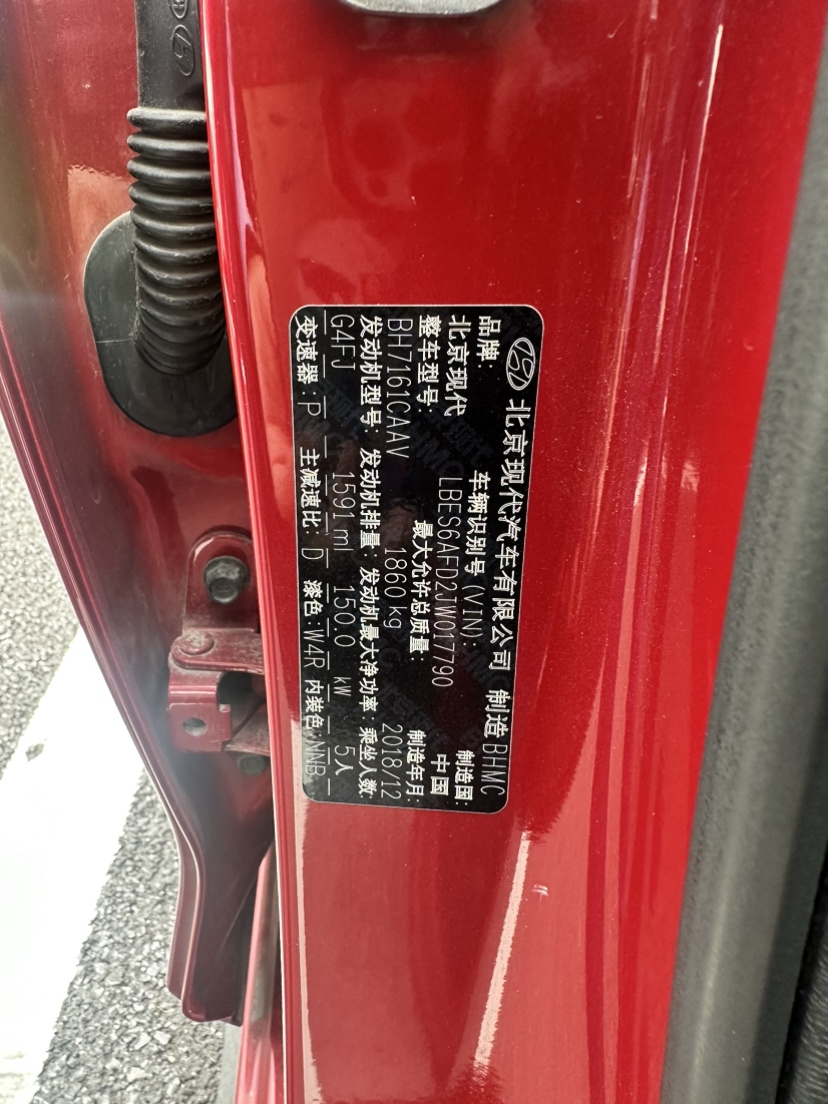 北京现代汽车有限公司 制造 BHMC
品牌: 车辆识别号 (VIN): 制造国:
北京现代 LBES6AFD2JW017790 中国
整车型号: 最大允许总质量: 制造年月:
BH7161CAAV 1860 kg 2018/12
发动机型号: 发动机排量: 发动机最大净功率: 乘坐人数:
G4FJ 1591 ml 150.0 kW 5人
变速器: P 主减速比: D 漆色: W4R 内装色: NNB